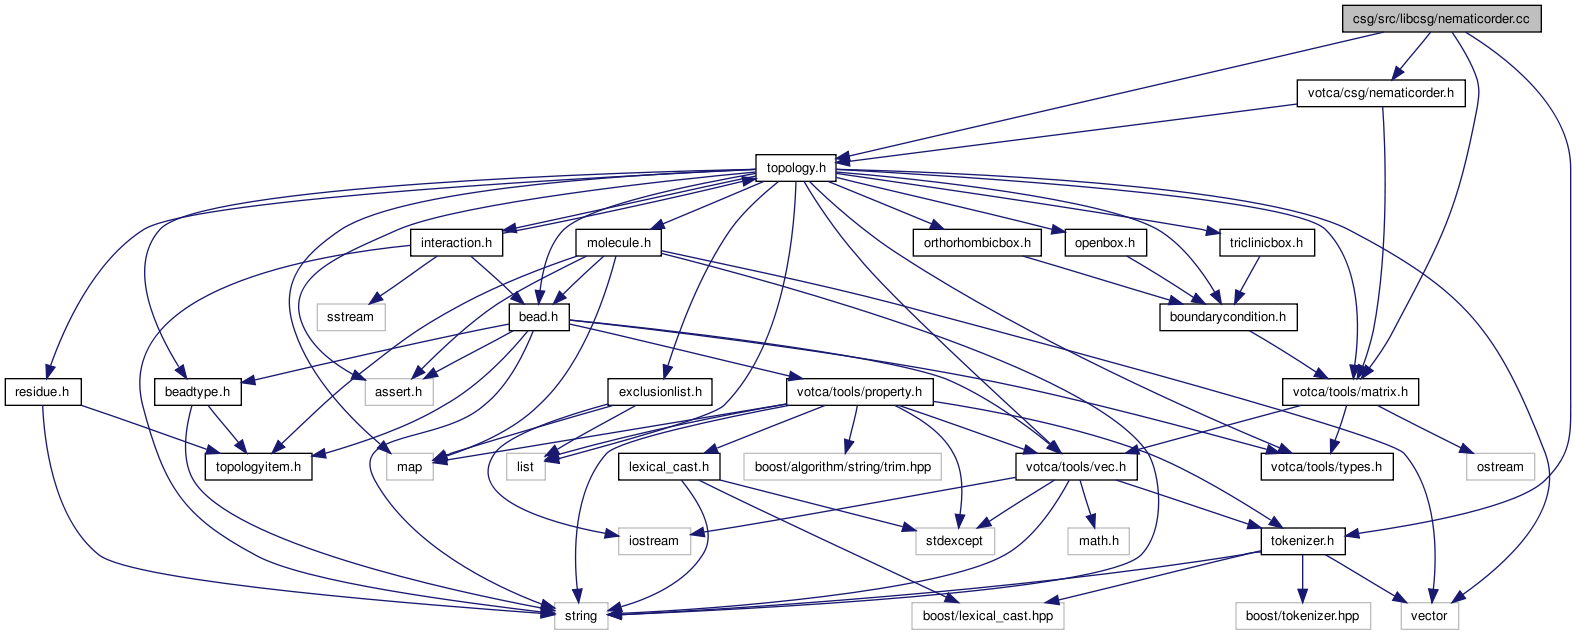 csg/src/libcsg/nematicorder.cc
votca/csg/nematicorder.h
topology.h
interaction.h
molecule.h
orthorhombicbox.h
openbox.h
triclinicbox.h
sstream
bead.h
boundarycondition.h
residue.h
beadtype.h
assert.h
exclusionlist.h
votca/tools/property.h
votca/tools/matrix.h
topologyitem.h
map
list
lexical_cast.h
boost/algorithm/string/trim.hpp
votca/tools/vec.h
votca/tools/types.h
ostream
iostream
stdexcept
math.h
tokenizer.h
string
boost/lexical_cast.hpp
boost/tokenizer.hpp
vector